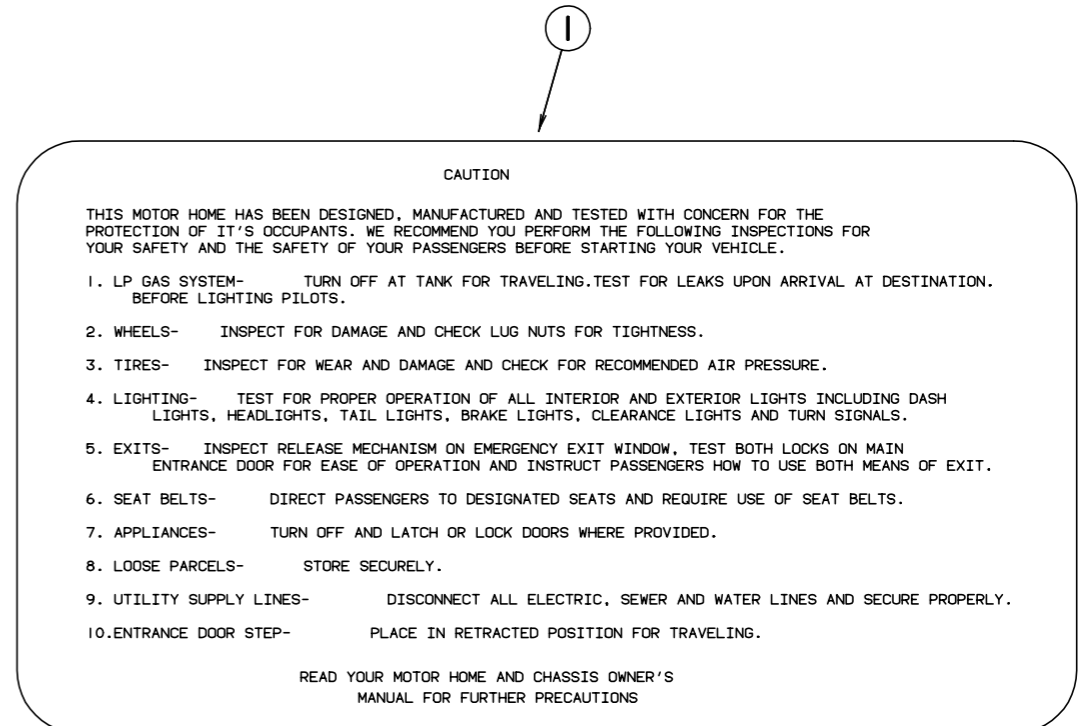 1
CAUTION
THIS MOTOR HOME HAS BEEN DESIGNED, MANUFACTURED AND TESTED WITH CONCERN FOR THE
PROTECTION OF IT'S OCCUPANTS. WE RECOMMEND YOU PERFORM THE FOLLOWING INSPECTIONS FOR
YOUR SAFETY AND THE SAFETY OF YOUR PASSENGERS BEFORE STARTING YOUR VEHICLE.
1. LP GAS SYSTEM- TURN OFF AT TANK FOR TRAVELING.TEST FOR LEAKS UPON ARRIVAL AT DESTINATION.
BEFORE LIGHTING PILOTS.
2. WHEELS- INSPECT FOR DAMAGE AND CHECK LUG NUTS FOR TIGHTNESS.
3. TIRES- INSPECT FOR WEAR AND DAMAGE AND CHECK FOR RECOMMENDED AIR PRESSURE.
4. LIGHTING- TEST FOR PROPER OPERATION OF ALL INTERIOR AND EXTERIOR LIGHTS INCLUDING DASH
LIGHTS, HEADLIGHTS, TAIL LIGHTS, BRAKE LIGHTS, CLEARANCE LIGHTS AND TURN SIGNALS.
5. EXITS- INSPECT RELEASE MECHANISM ON EMERGENCY EXIT WINDOW, TEST BOTH LOCKS ON MAIN
ENTRANCE DOOR FOR EASE OF OPERATION AND INSTRUCT PASSENGERS HOW TO USE BOTH MEANS OF EXIT.
6. SEAT BELTS- DIRECT PASSENGERS TO DESIGNATED SEATS AND REQUIRE USE OF SEAT BELTS.
7. APPLIANCES- TURN OFF AND LATCH OR LOCK DOORS WHERE PROVIDED.
8. LOOSE PARCELS- STORE SECURELY.
9. UTILITY SUPPLY LINES- DISCONNECT ALL ELECTRIC, SEWER AND WATER LINES AND SECURE PROPERLY.
10.ENTRANCE DOOR STEP- PLACE IN RETRACTED POSITION FOR TRAVELING.
READ YOUR MOTOR HOME AND CHASSIS OWNER'S
MANUAL FOR FURTHER PRECAUTIONS